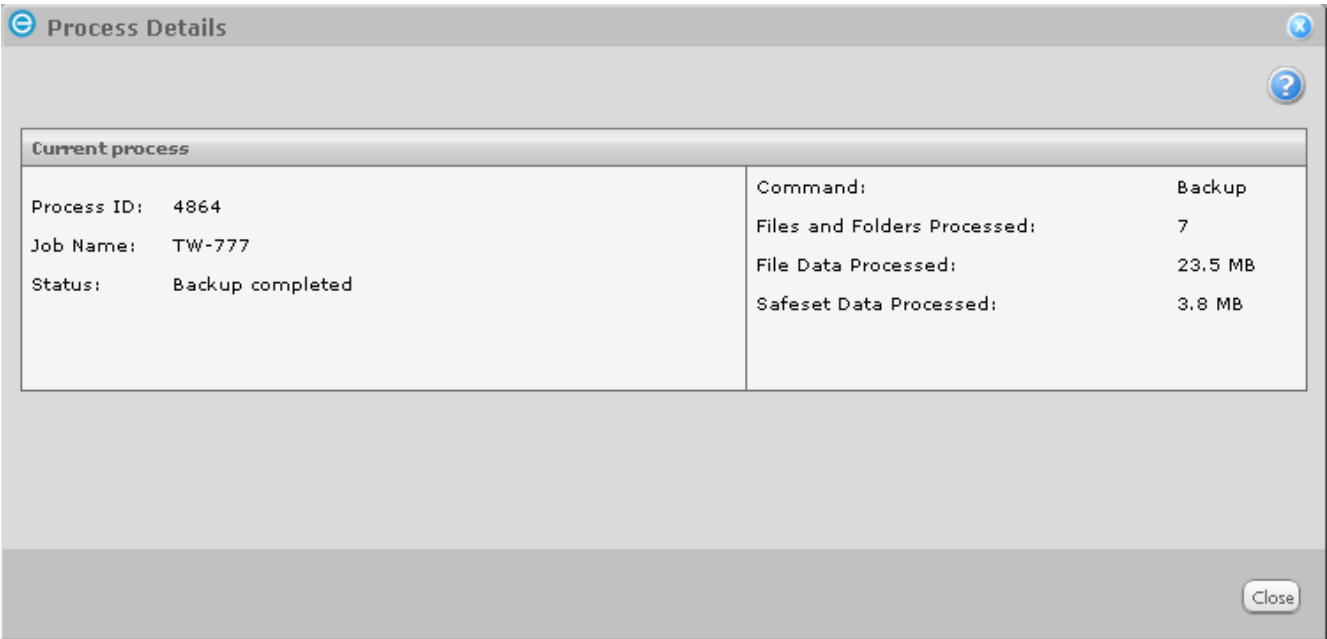 Process Details
Current process
Process ID: 4864
Job Name: TW-777
Status: Backup completed
Command: Backup
Files and Folders Processed: 7
File Data Processed: 23.5 MB
Safeset Data Processed: 3.8 MB
Close